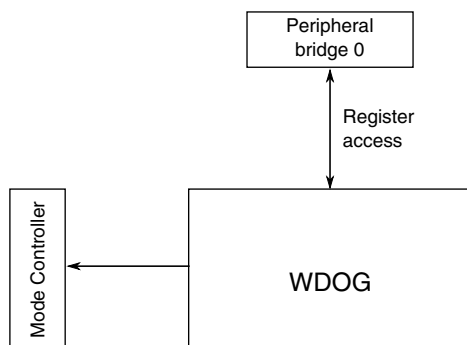 Peripheral
bridge 0
Register
access
Mode Controller
WDOG